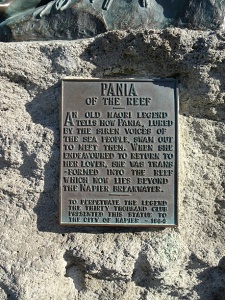 PANIA
OF THE REEF
AN OLD MAORI LEGEND
TELLS HOW PANIA, LURED
BY THE SIREN VOICES OF
THE SEA PEOPLE, SWAM OUT
TO MEET THEM. WHEN SHE
ENDEAVOURED TO RETURN TO
HER LOVER, SHE WAS TRANS
-FORMED INTO THE REEF
WHICH NOW LIES BEYOND
THE NAPIER BREAKWATER.
TO PERPETUATE THE LEGEND
THE THIRTY THOUSAND CLUB
PRESENTED THIS STATUE TO
THE CITY OF NAPIER - 1954